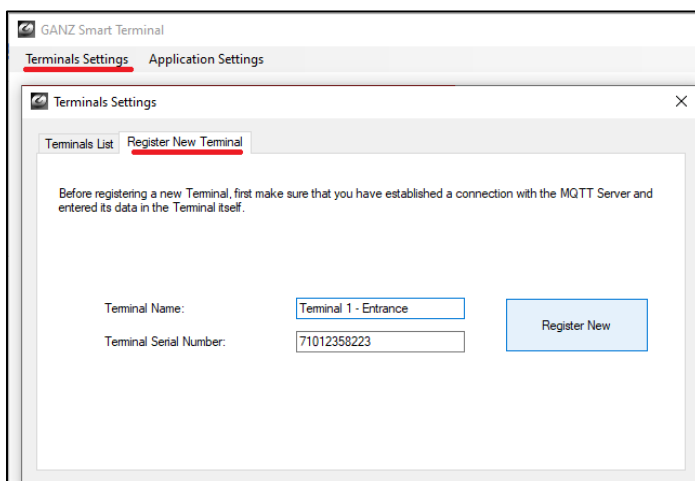 GANZ Smart Terminal
Terminals Settings Application Settings
Terminals Settings
Terminals List Register New Terminal
Before registering a new Terminal, first make sure that you have established a connection with the MQTT Server and
entered its data in the Terminal itself.
Terminal Name: Terminal 1 - Entrance
Register New
Terminal Serial Number: 71012358223